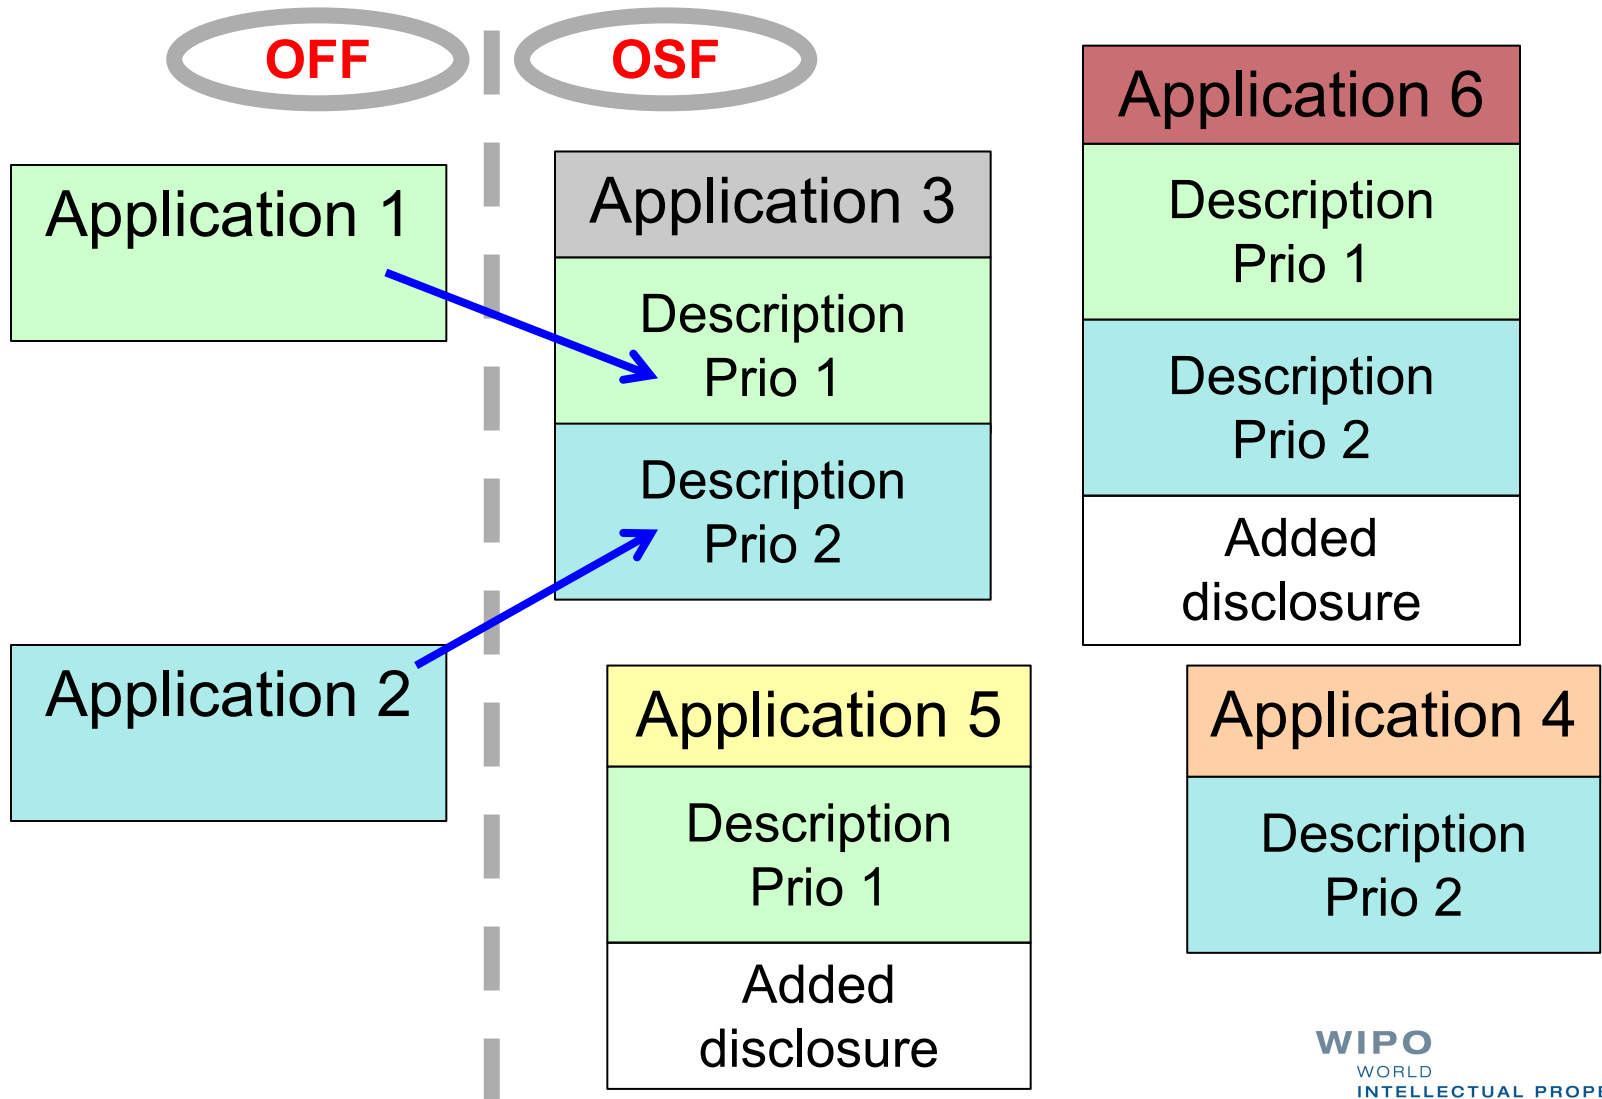 OFF
OSF
Application 1
Application 2
Application 3
Description
Prio 1
Description
Prio 2
Application 6
Description
Prio 1
Description
Prio 2
Added
disclosure
Application 5
Description
Prio 1
Added
disclosure
Application 4
Description
Prio 2
WIPO
WORLD
INTELLECTUAL PROPE